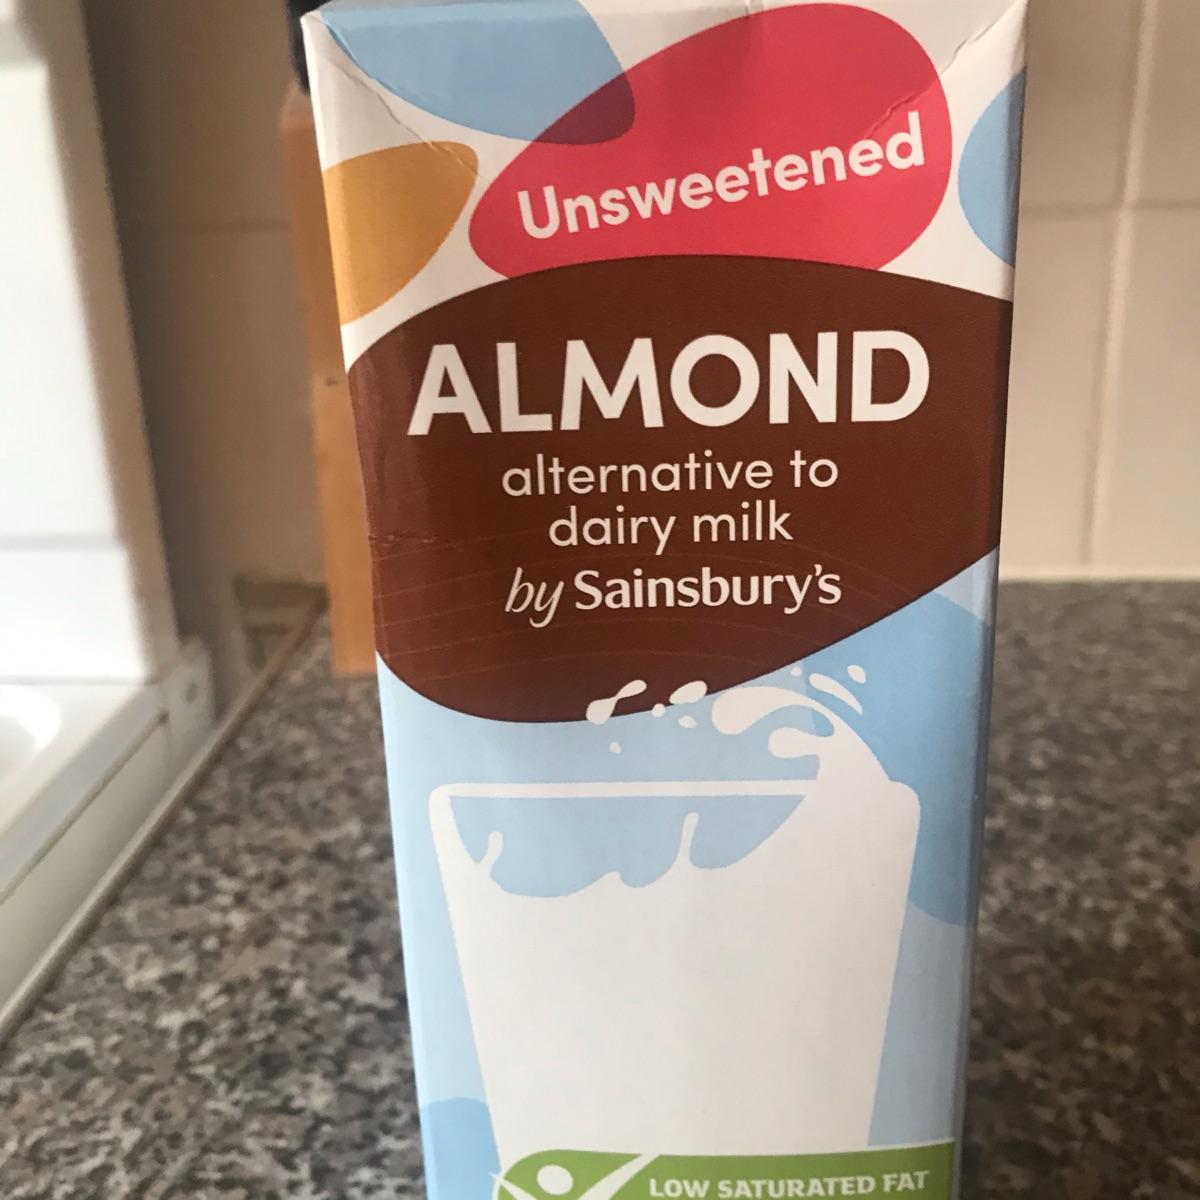 Unsweetened
ALMOND
alternative to
dairy milk
by Sainsbury's
LOW SATURATED FAT